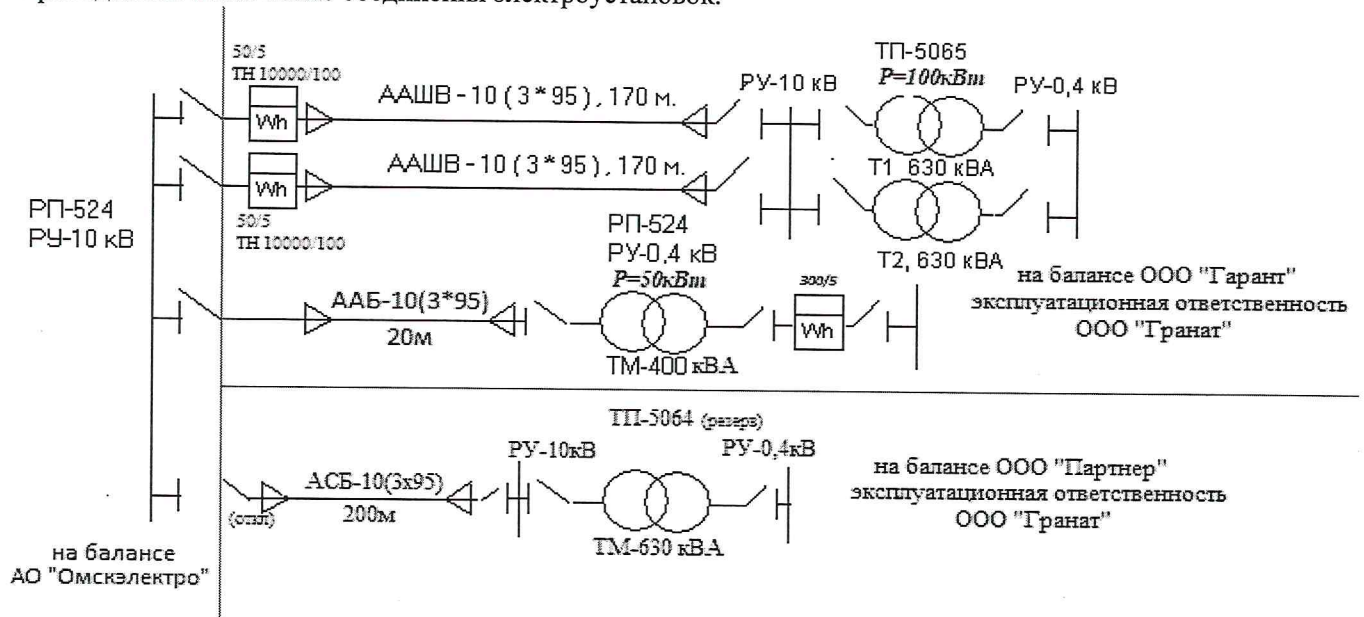 соединены электроустановок.
50/5
ТН 10000/100
ААШВ - 10 ( 3 * 95 ) , 170 м.
РУ-10 кВ
ТП-5065
P=100кВт
РУ-0,4 кВ
Wh
ААШВ - 10 ( 3 * 95 ) , 170 м.
Т1 630 кВА
Wh
50/5
ТН 10000/100
РП-524
РУ-10 кВ
РП-524
РУ-0,4 кВ
P=50кВт
Т2, 630 кВА
300/5
ААБ-10(3*95)
20м
Wh
ТМ-400 кВА
на балансе ООО "Гарант"
эксплуатационная ответственность
ООО "Гранат"
ТП-5064 (резерв)
РУ-10кВ
РУ-0,4кВ
АСБ-10(3х95)
200м
(откл)
ТМ-630 кВА
на балансе ООО "Партнер"
эксплуатационная ответственность
ООО "Гранат"
на балансе
АО "Омскэлектро"